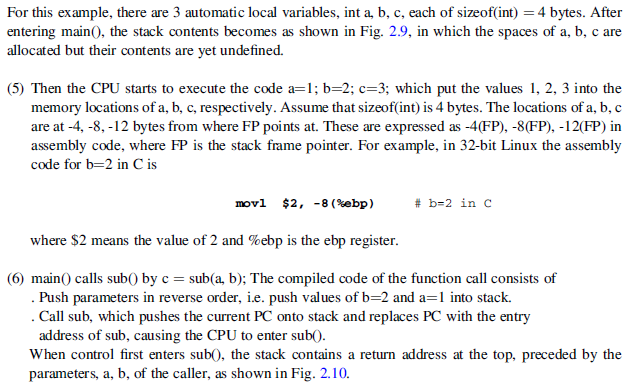 For this example, there are 3 automatic local variables, int a, b, c, each of sizeof(int) = 4 bytes. After
entering main(), the stack contents becomes as shown in Fig. 2.9, in which the spaces of a, b, c are
allocated but their contents are yet undefined.
(5) Then the CPU starts to execute the code a=1; b=2; c=3; which put the values 1, 2, 3 into the
memory locations of a, b, c, respectively. Assume that sizeof(int) is 4 bytes. The locations of a, b, c
are at -4, -8, -12 bytes from where FP points at. These are expressed as -4(FP), -8(FP), -12(FP) in
assembly code, where FP is the stack frame pointer. For example, in 32-bit Linux the assembly
code for b=2 in C is
movl $2, -8(%ebp) # b=2 in C
where $2 means the value of 2 and %ebp is the ebp register.
(6) main() calls sub() by c = sub(a, b); The compiled code of the function call consists of
. Push parameters in reverse order, i.e. push values of b=2 and a=1 into stack.
. Call sub, which pushes the current PC onto stack and replaces PC with the entry
address of sub, causing the CPU to enter sub().
When control first enters sub(), the stack contains a return address at the top, preceded by the
parameters, a, b, of the caller, as shown in Fig. 2.10.